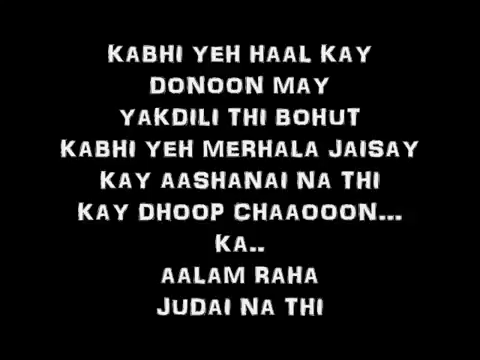 KABHI YEH HAAL KAY
DONOON MAY
YAKDILI THI BOHUT
KABHI YEH MERHALA JAISAY
KAY AASHANAI NA THI
KAY DHOOP CHAAOOON...
KA..
AALAM RAHA
JUDAI NA THI